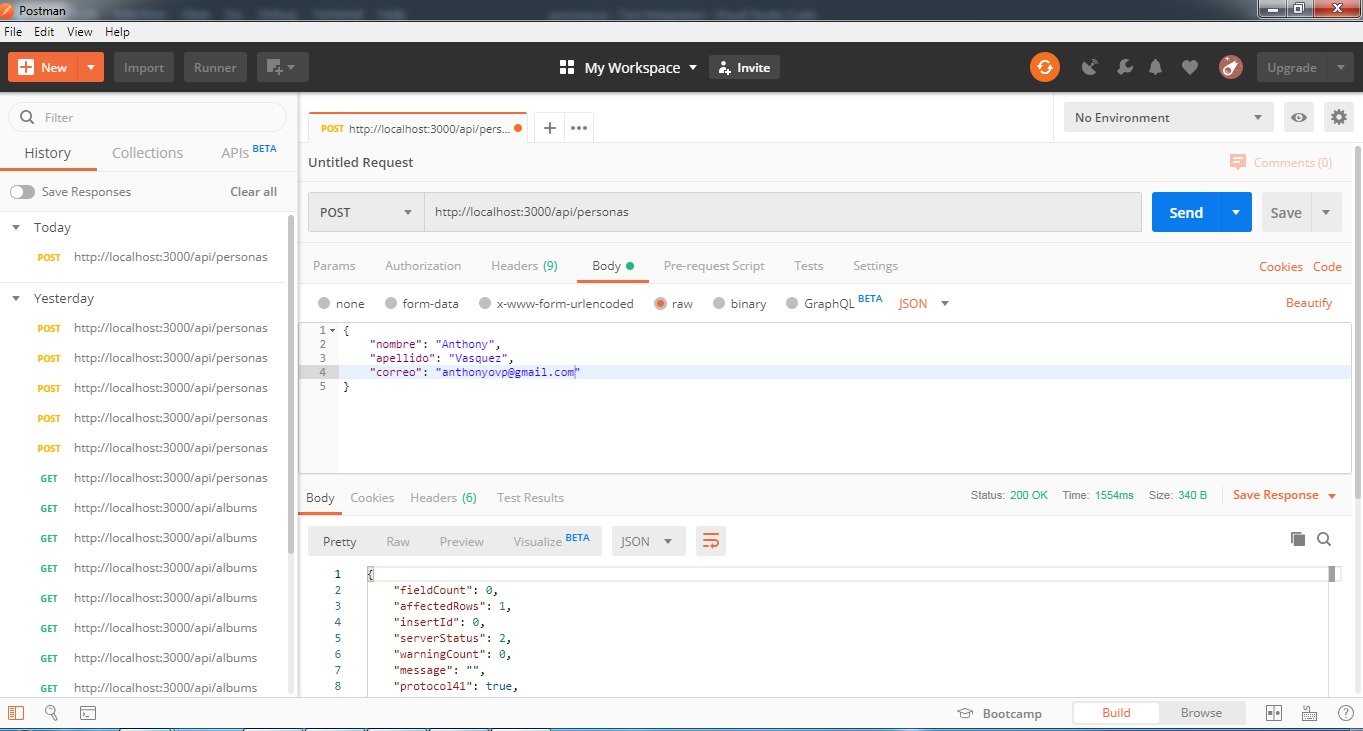 Postman
File Edit View Help
New Import Runner My Workspace Invite Upgrade
Filter
History Collections APIs BETA
Save Responses Clear all
Today
POST http://localhost:3000/api/personas
Yesterday
POST http://localhost:3000/api/personas
POST http://localhost:3000/api/personas
POST http://localhost:3000/api/personas
POST http://localhost:3000/api/personas
POST http://localhost:3000/api/personas
GET http://localhost:3000/api/personas
GET http://localhost:3000/api/albums
GET http://localhost:3000/api/albums
GET http://localhost:3000/api/albums
GET http://localhost:3000/api/albums
GET http://localhost:3000/api/albums
GET http://localhost:3000/api/albums
GET http://localhost:3000/api/albums
POST http://localhost:3000/api/pers... + ••• No Environment
Untitled Request Comments (0)
POST http://localhost:3000/api/personas Send Save
Params Authorization Headers (9) Body Pre-request Script Tests Settings Cookies Code
none form-data x-www-form-urlencoded raw binary GraphQL BETA JSON Beautify
1 {
2 "nombre": "Anthony",
3 "apellido": "Vasquez",
4 "correo": "anthonyovp@gmail.com"
5 }
Body Cookies Headers (6) Test Results Status: 200 OK Time: 1554ms Size: 340 B Save Response
Pretty Raw Preview Visualize BETA JSON
1 {
2 "fieldCount": 0,
3 "affectedRows": 1,
4 "insertId": 0,
5 "serverStatus": 2,
6 "warningCount": 0,
7 "message": "",
8 "protocol41": true,
Bootcamp Build Browse